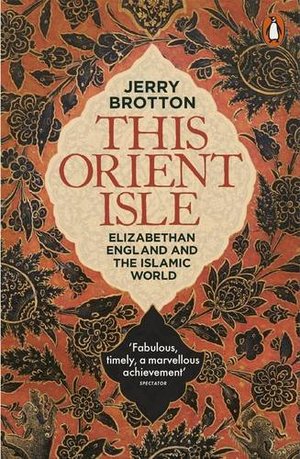 JERRY
BROTTON
THIS
ORIENT
ISLE
ELIZABETHAN
ENGLAND AND
THE ISLAMIC
WORLD
‘Fabulous,
timely, a marvellous
achievement’
SPECTATOR